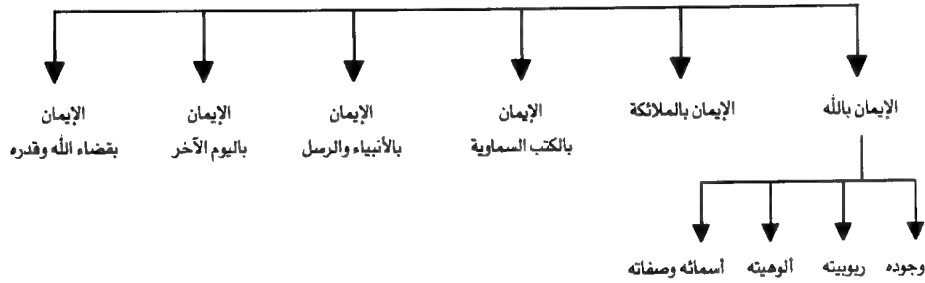 الإيمان بالله
الإيمان بالملائكة
الإيمان
بالكتب السماوية
الإيمان
بالأنبياء والرسل
الإيمان
باليوم الآخر
الإيمان
بقضاء الله وقدره
وجوده
ربوبيته
ألوهيته
أسمائه وصفاته